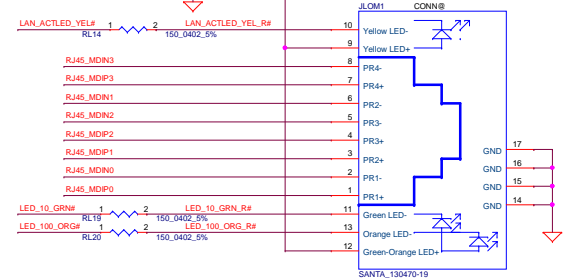 JLOM1 CONN@
LAN_ACTLED_YEL# 1 2 LAN_ACTLED_YEL_R# 10 Yellow LED-
RL14 150_0402_5%
9 Yellow LED+
RJ45_MDIN3 8 PR4-
RJ45_MDIP3 7 PR4+
RJ45_MDIN1 6 PR2-
RJ45_MDIN2 5 PR3-
RJ45_MDIP2 4 PR3+
RJ45_MDIP1 3 PR2+
RJ45_MDIN0 2 PR1-
RJ45_MDIP0 1 PR1+
GND 17
GND 16
GND 15
GND 14
LED_10_GRN# 1 2 LED_10_GRN_R# 11 Green LED-
RL19 150_0402_5%
LED_100_ORG# 1 2 LED_100_ORG_R# 13 Orange LED-
RL20 150_0402_5%
12 Green-Orange LED+
SANTA_130470-19